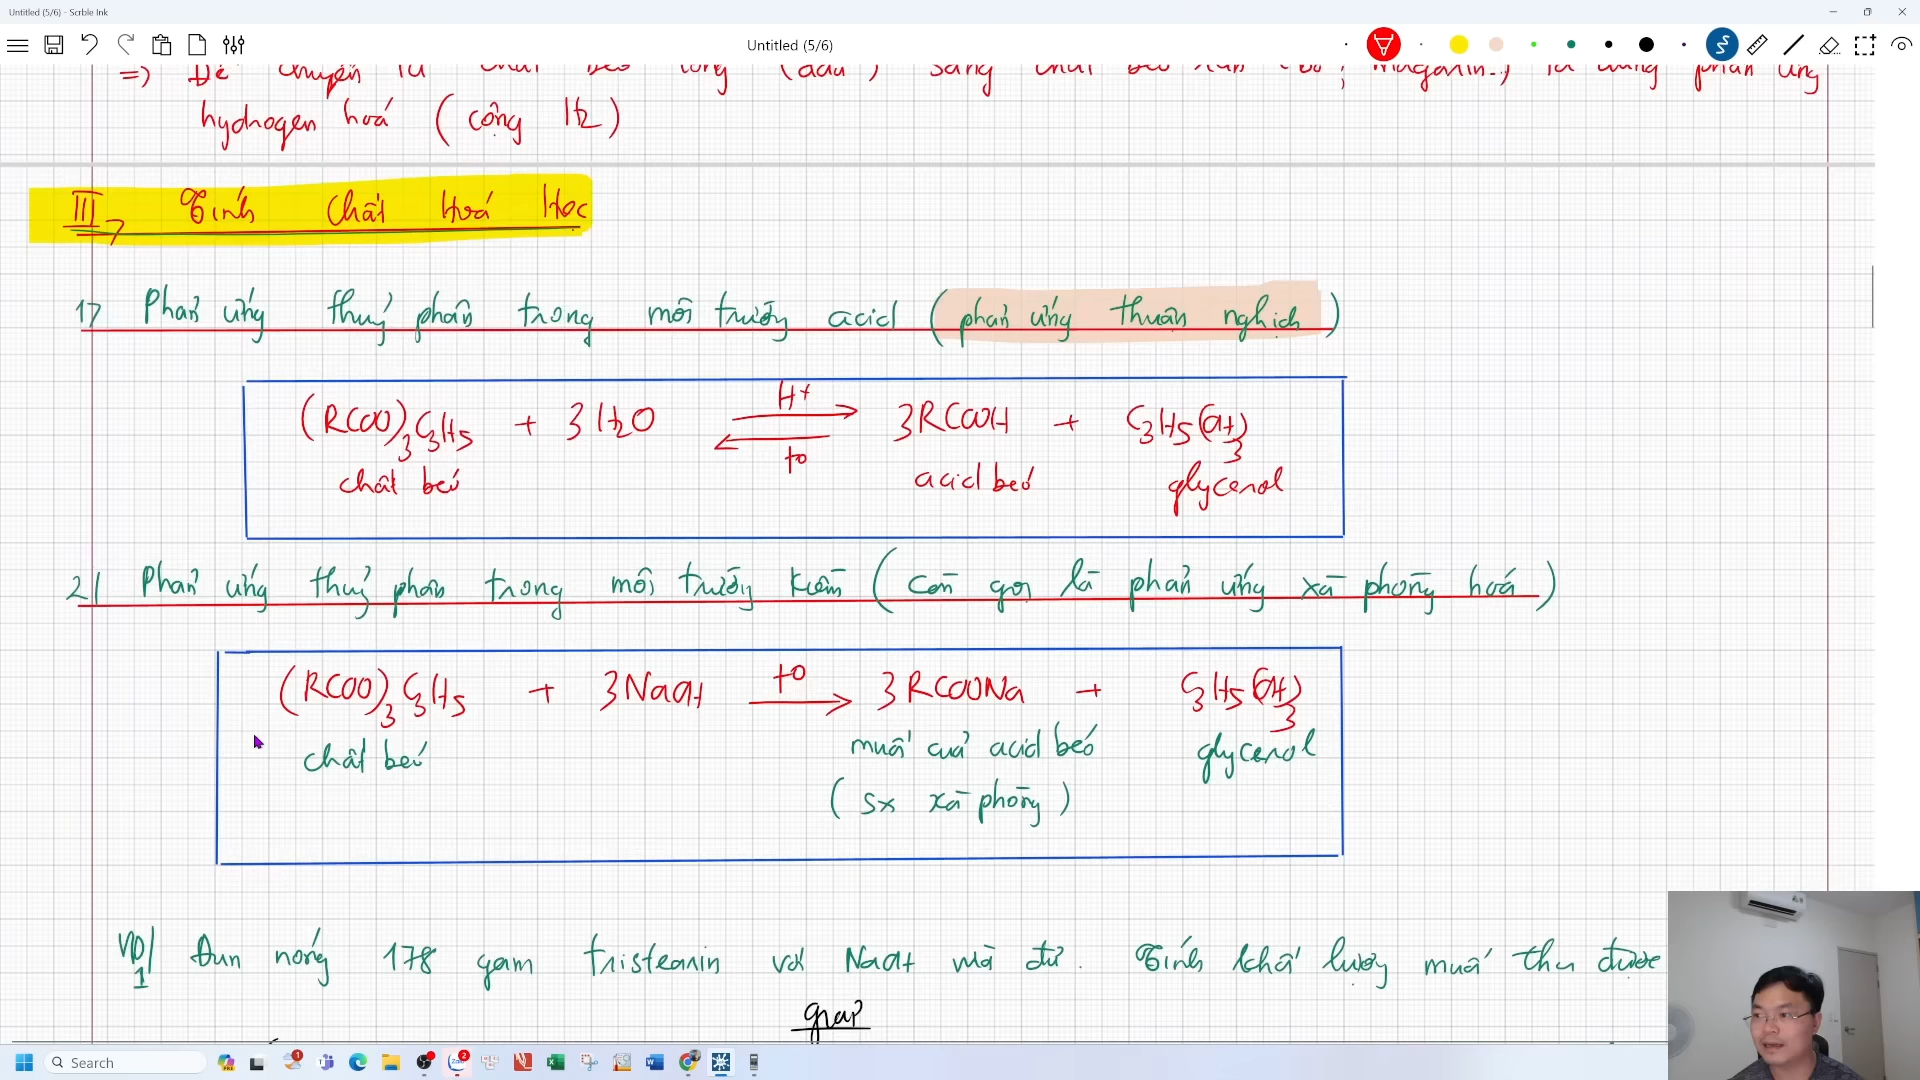 Untitled (5/6) - Scrble Ink
Untitled (5/6)
hydrogen hoá (cộng H2)
III, Tính chất hoá học
1, Phản ứng thuỷ phân trong môi trường acid (phản ứng thuận nghịch)
(RCOO)3C3H5 + 3H2O ⇌ 3RCOOH + C3H5(OH)3
H+
to
chất béo acid béo glycerol
2/ Phản ứng thuỷ phân trong môi trường kiềm (còn gọi là phản ứng xà phòng hoá)
to
(RCOO)3C3H5 + 3NaOH → 3RCOONa + C3H5(OH)3
chất béo muối của acid béo glycerol
(sx xà phòng)
VD1/ Đun nóng 178 gam tristearin với NaOH vừa đủ. Tính khối lượng muối thu được
giải
Search